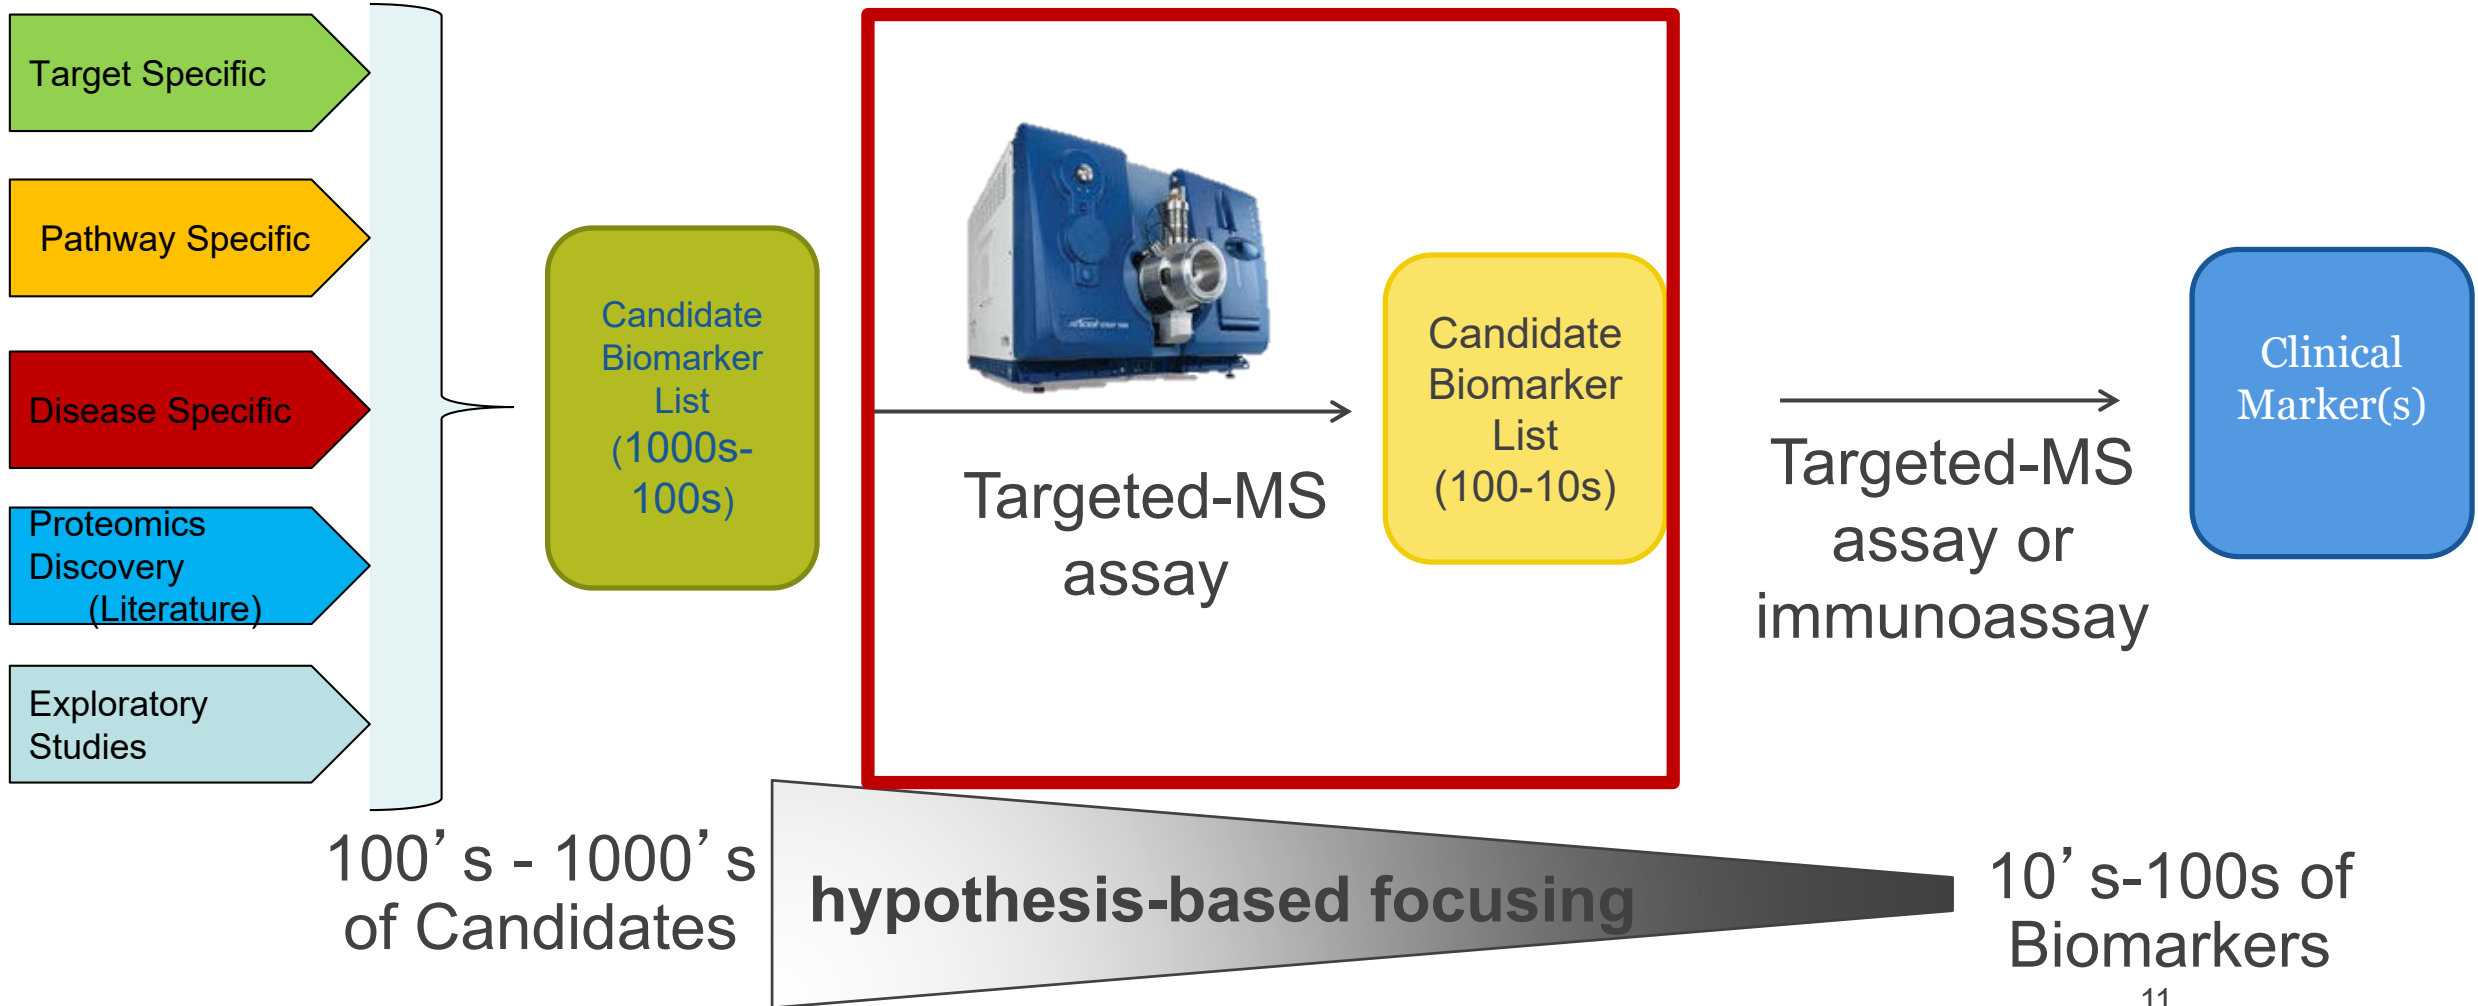 Target Specific
Pathway Specific
Disease Specific
Proteomics
Discovery
(Literature)
Exploratory
Studies
Candidate
Biomarker
List
(1000s-
100s)
Targeted-MS
assay
Candidate
Biomarker
List
(100-10s)
Targeted-MS
assay or
immunoassay
Clinical
Marker(s)
100’s - 1000’s
of Candidates
hypothesis-based focusing
10’s-100s of
Biomarkers
11